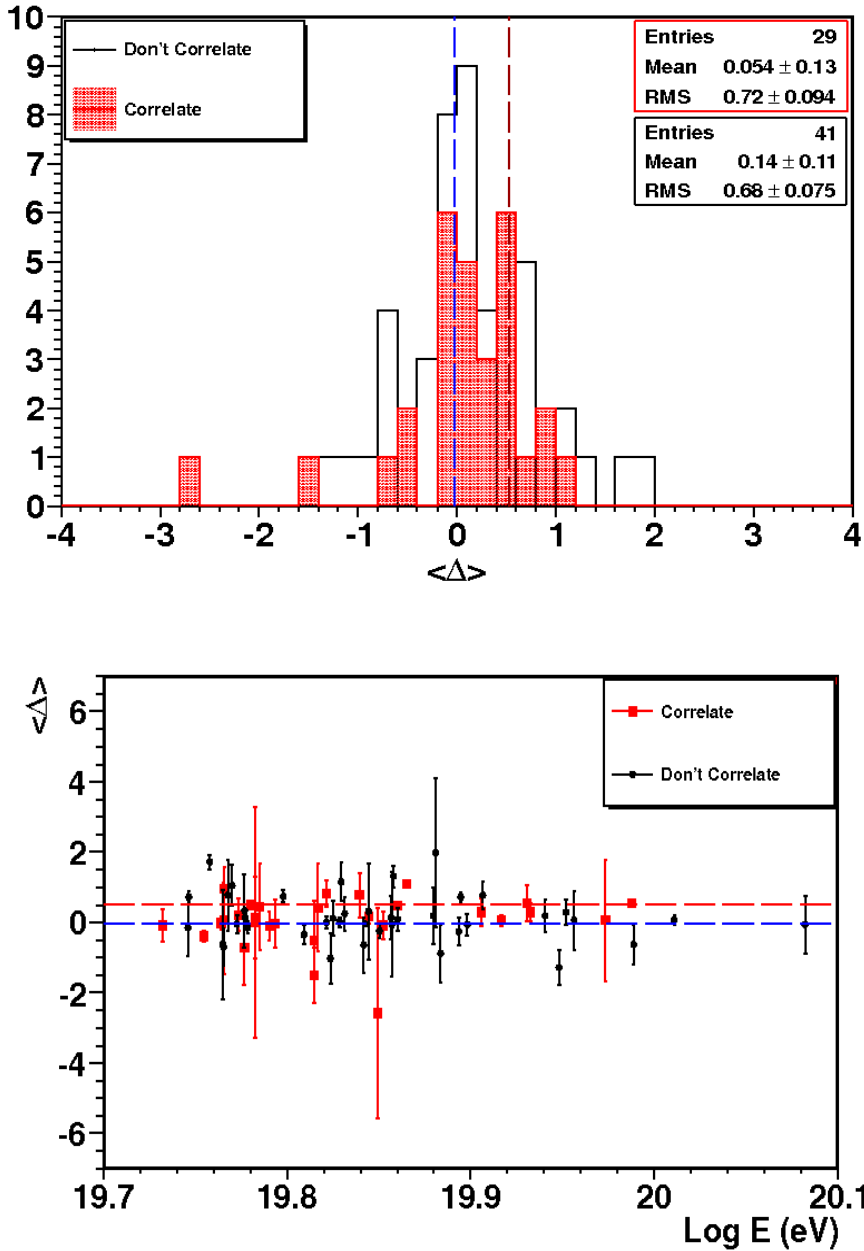 10
9
8
7
6
5
4
3
2
1
0
Don't Correlate
Correlate
Entries 29
Mean 0.054 ± 0.13
RMS 0.72 ± 0.094
Entries 41
Mean 0.14 ± 0.11
RMS 0.68 ± 0.075
-4 -3 -2 -1 0 1 2 3 4
<Δ>
<Δ>
6
4
2
0
-2
-4
-6
Correlate
Don't Correlate
19.7 19.8 19.9 20 20.1
Log E (eV)